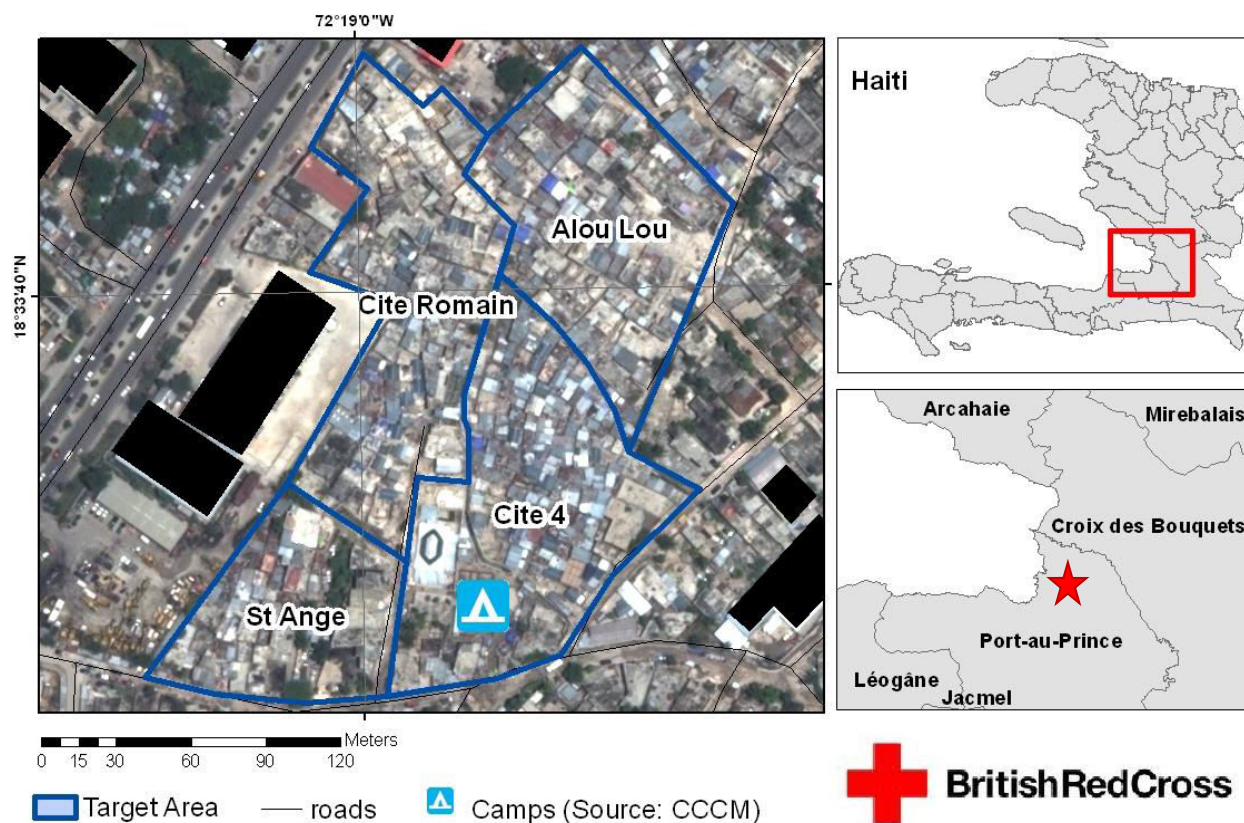 72°19'0"W
18°33'40"N
Alou Lou
Cite Romain
Cite 4
St Ange
Haiti
Arcahaie
Mirebalais
Croix des Bouquets
Port-au-Prince
Léogâne
Jacmel
Meters
0 15 30 60 90 120
Target Area
roads
Camps (Source: CCCM)
BritishRedCross